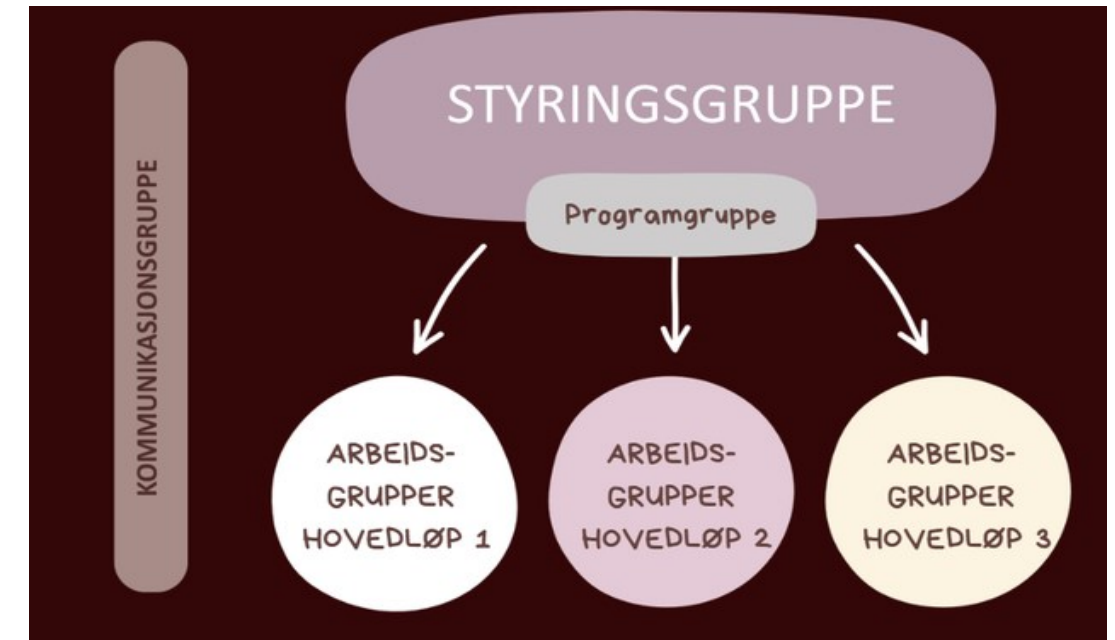 KOMMUNIKASJONSGRUPPE
STYRINGSGRUPPE
Programgruppe
ARBEIDS-
GRUPPER
HOVEDLØP 1
ARBEIDS-
GRUPPER
HOVEDLØP 2
ARBEIDS-
GRUPPER
HOVEDLØP 3